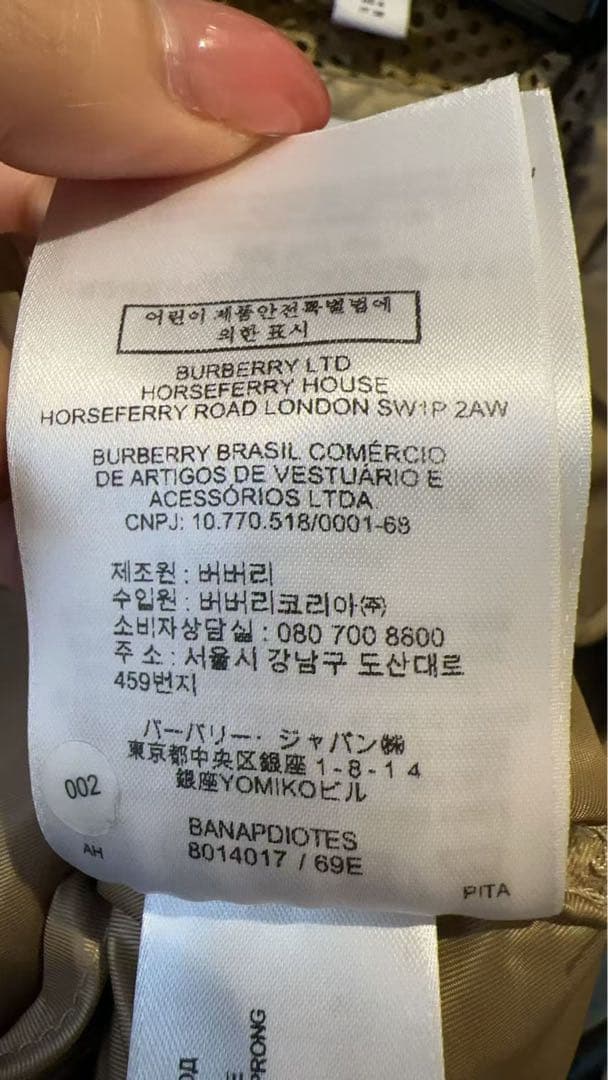 어린이 제품안전특별법에
의한 표시
BURBERRY LTD
HORSEFERRY HOUSE
HORSEFERRY ROAD LONDON SW1P 2AW
BURBERRY BRASIL COMÉRCIO
DE ARTIGOS DE VESTUÁRIO E
ACESSÓRIOS LTDA
CNPJ: 10.770.518/0001-68
제조원 : 버버리
수입원 : 버버리코리아㈜
소비자상담실 : 080 700 8800
주 소 : 서울시 강남구 도산대로
459번지
バーバリー・ジャパン㈱
東京都中央区銀座 1-8-1 4
銀座YOMIKOビル
002
BANAPDIOTES
AH
8014017 / 69E
PITA
PRONG